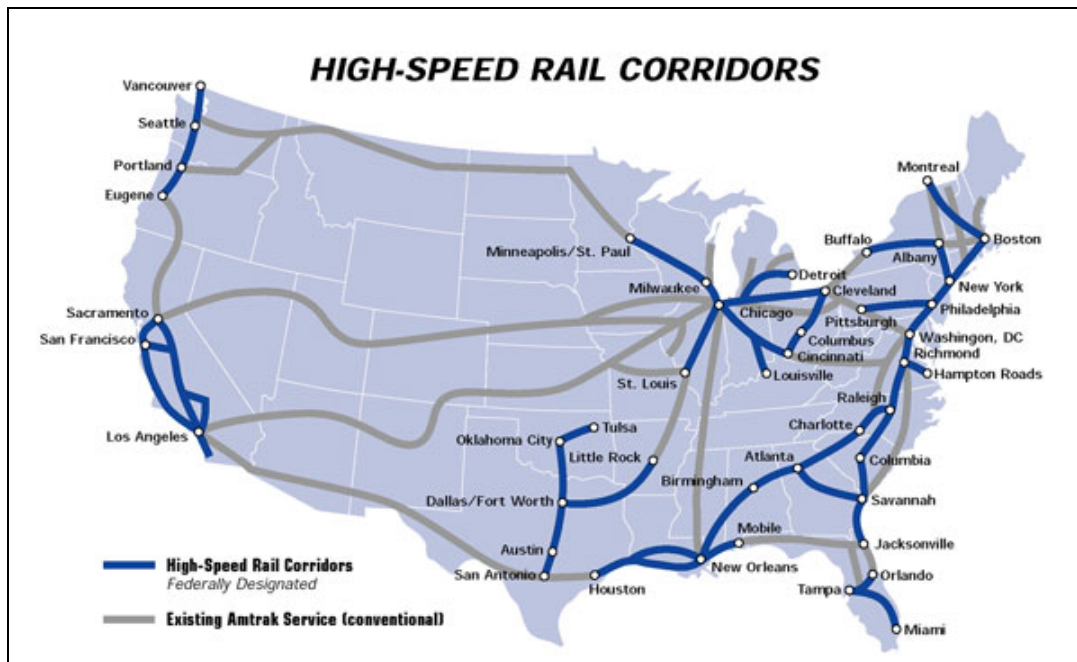 HIGH-SPEED RAIL CORRIDORS
Vancouver
Seattle
Portland
Eugene
Montreal
Buffalo
Boston
Albany
Minneapolis/St. Paul
Detroit
Milwaukee
New York
Cleveland
Sacramento
Chicago
Philadelphia
Pittsburgh
San Francisco
Washingon, DC
Columbus
Richmond
Cincinnati
St. Louis
Louisville
Hampton Roads
Raleigh
Los Angeles
Charlotte
Tulsa
Oklahoma City
Little Rock
Atlanta
Columbia
Birmingham
Dallas/Fort Worth
Savannah
Mobile
Austin
Jacksonville
High-Speed Rail Corridors
Federally Designated
San Antonio
New Orleans
Orlando
Houston
Tampa
Existing Amtrak Service (conventional)
Miami